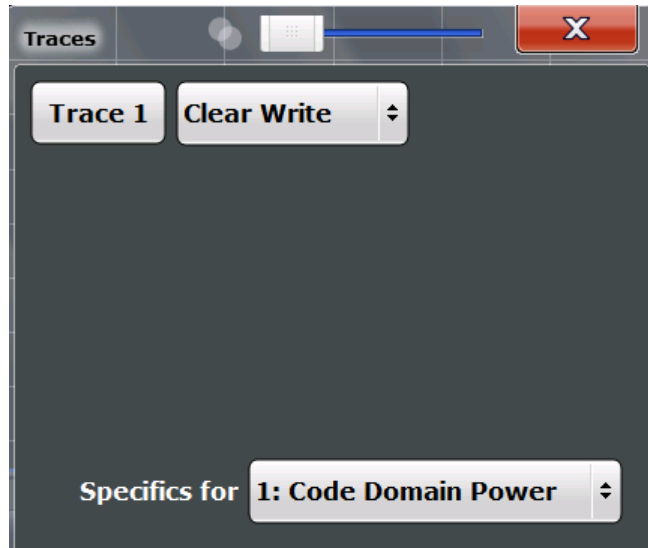 Traces X
Trace 1 Clear Write
Specifics for 1: Code Domain Power